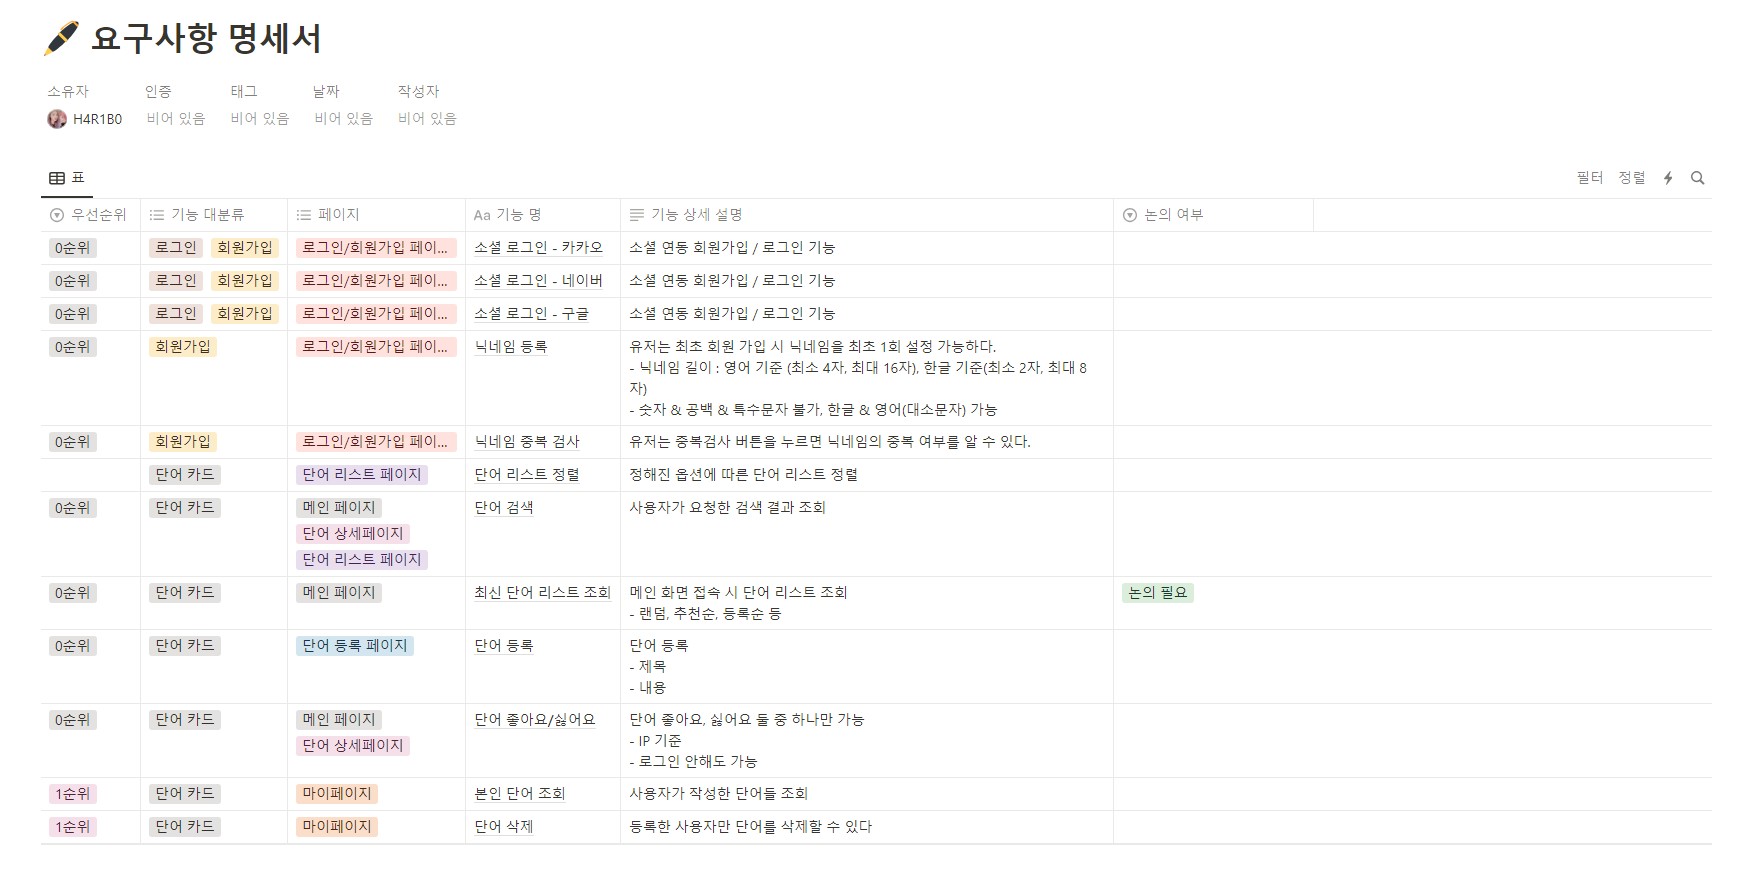 요구사항 명세서
소유자 인증 태그 날짜 작성자
H4R1B0 비어 있음 비어 있음 비어 있음 비어 있음
표 필터 정렬
우선순위 기능 대분류 페이지 Aa 기능 명 기능 상세 설명 논의 여부
0순위 로그인 회원가입 로그인/회원가입 페이... 소셜 로그인 - 카카오 소셜 연동 회원가입 / 로그인 기능
0순위 로그인 회원가입 로그인/회원가입 페이... 소셜 로그인 - 네이버 소셜 연동 회원가입 / 로그인 기능
0순위 로그인 회원가입 로그인/회원가입 페이... 소셜 로그인 - 구글 소셜 연동 회원가입 / 로그인 기능
0순위 회원가입 로그인/회원가입 페이... 닉네임 등록 유저는 최초 회원 가입 시 닉네임을 최초 1회 설정 가능하다.
- 닉네임 길이 : 영어 기준 (최소 4자, 최대 16자), 한글 기준(최소 2자, 최대 8
자)
- 숫자 & 공백 & 특수문자 불가, 한글 & 영어(대소문자) 가능
0순위 회원가입 로그인/회원가입 페이... 닉네임 중복 검사 유저는 중복검사 버튼을 누르면 닉네임의 중복 여부를 알 수 있다.
단어 카드 단어 리스트 페이지 단어 리스트 정렬 정해진 옵션에 따른 단어 리스트 정렬
0순위 단어 카드 메인 페이지 단어 검색 사용자가 요청한 검색 결과 조회
단어 상세페이지
단어 리스트 페이지
0순위 단어 카드 메인 페이지 최신 단어 리스트 조회 메인 화면 접속 시 단어 리스트 조회 논의 필요
- 랜덤, 추천순, 등록순 등
0순위 단어 카드 단어 등록 페이지 단어 등록 단어 등록
- 제목
- 내용
0순위 단어 카드 메인 페이지 단어 좋아요/싫어요 단어 좋아요, 싫어요 둘 중 하나만 가능
단어 상세페이지 - IP 기준
- 로그인 안해도 가능
1순위 단어 카드 마이페이지 본인 단어 조회 사용자가 작성한 단어들 조회
1순위 단어 카드 마이페이지 단어 삭제 등록한 사용자만 단어를 삭제할 수 있다